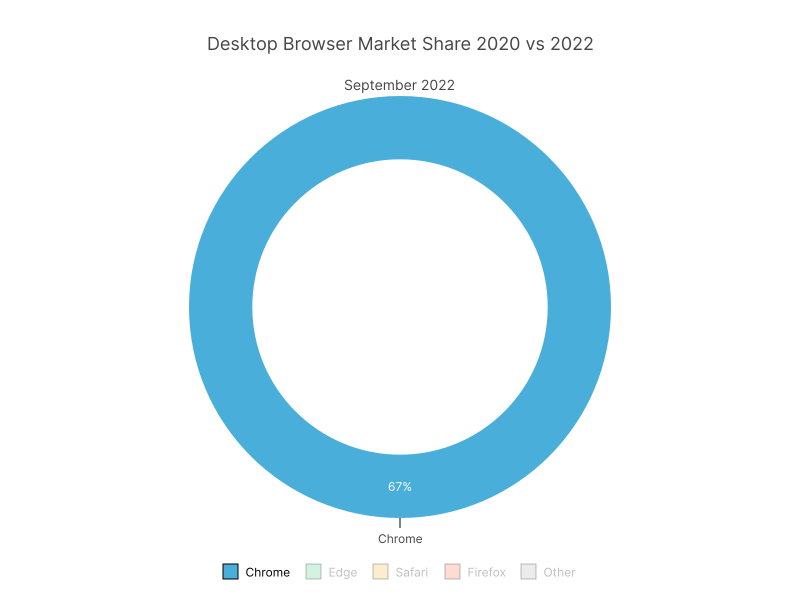 Desktop Browser Market Share 2020 vs 2022
September 2022
67%
Chrome
Chrome Edge Safari Firefox Other